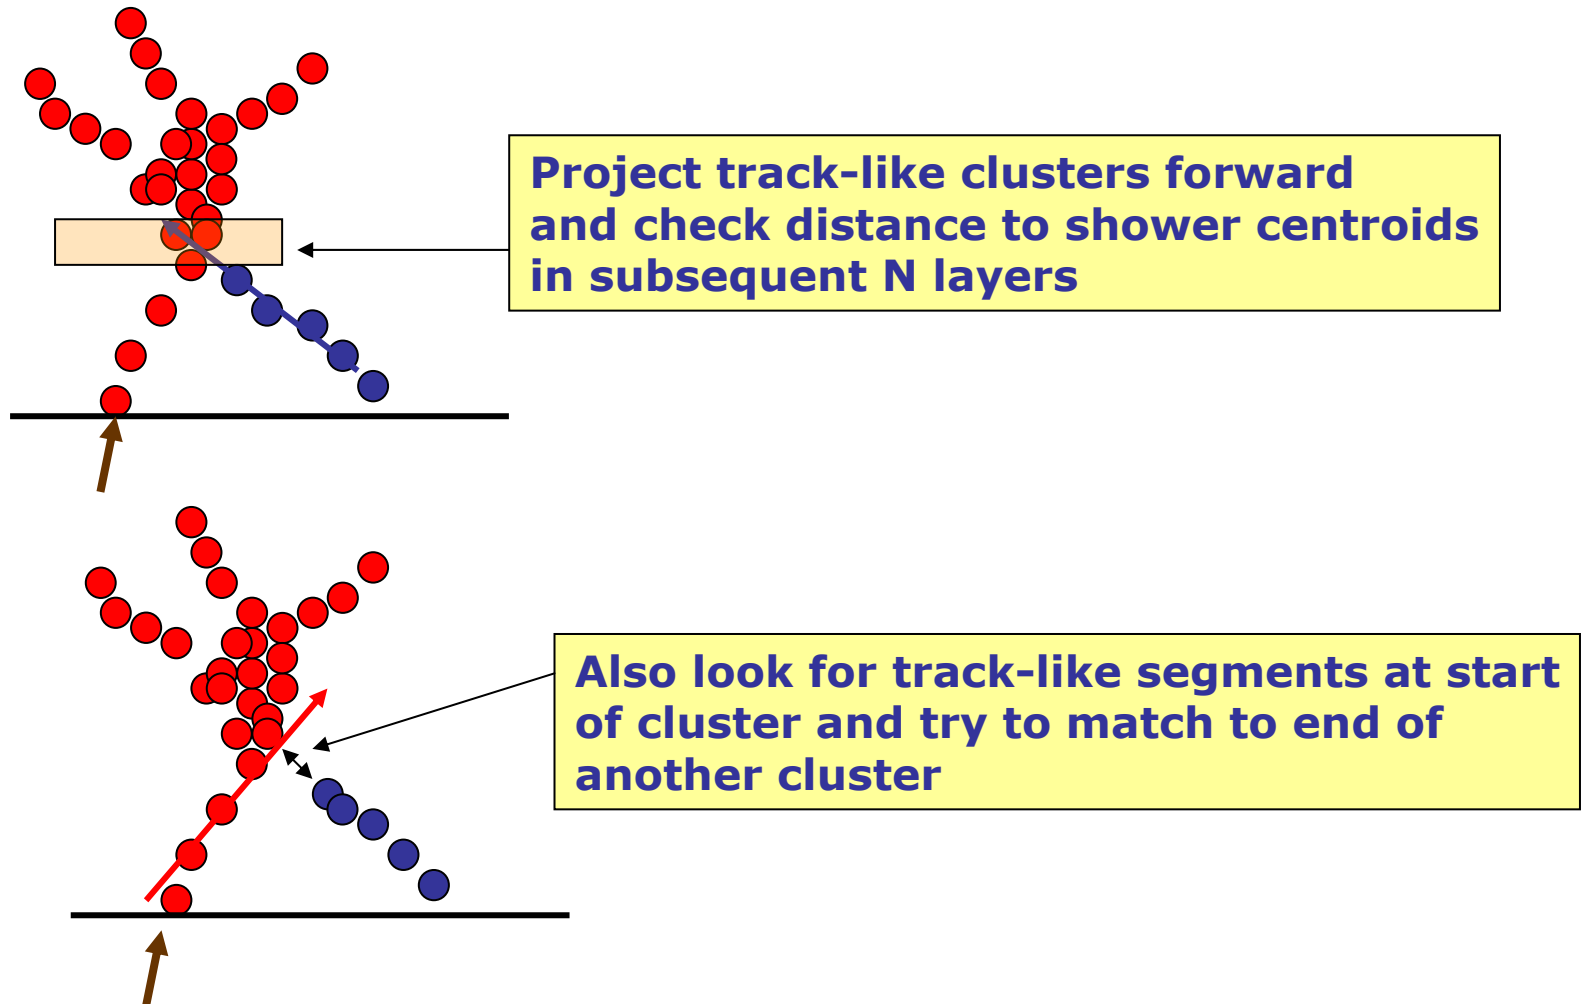 Project track-like clusters forward
and check distance to shower centroids
in subsequent N layers
Also look for track-like segments at start
of cluster and try to match to end of
another cluster